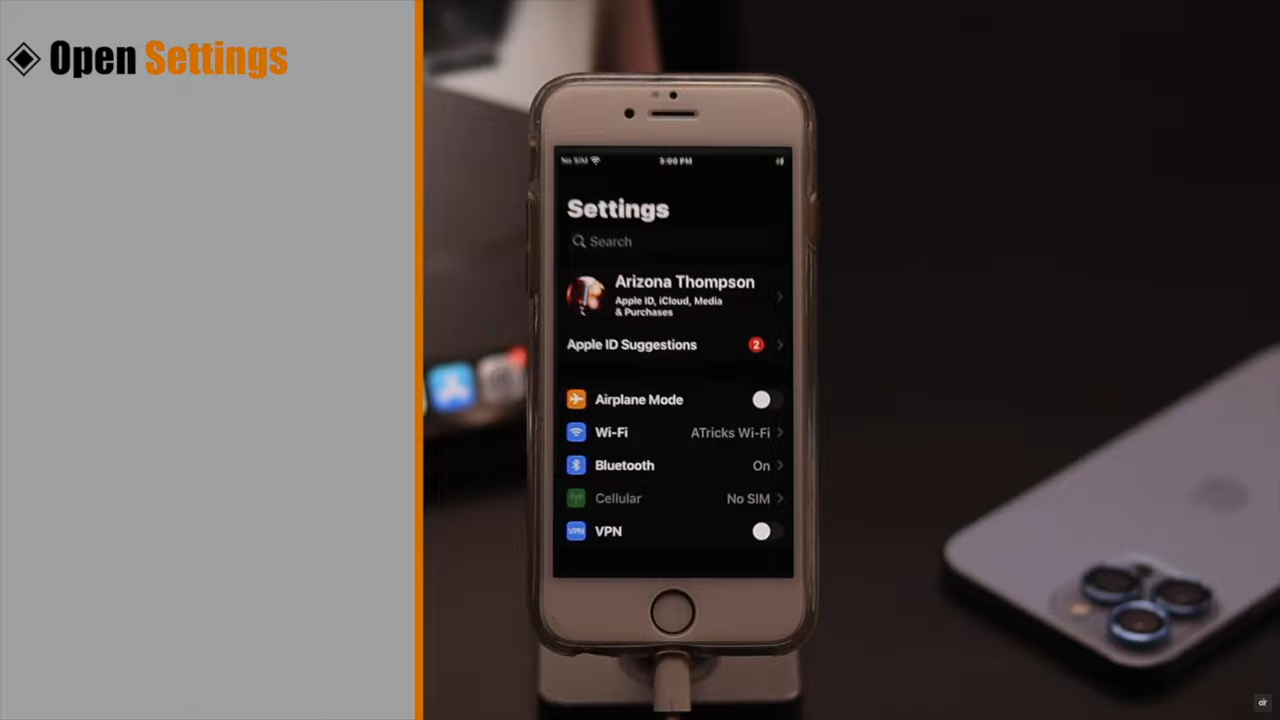 Open Settings
No SIM
3:00 PM
Settings
Search
Arizona Thompson
Apple ID, iCloud, Media
& Purchases
Apple ID Suggestions
2
Airplane Mode
Wi-Fi
ATricks Wi-Fi
Bluetooth
On
Cellular
No SIM
VPN
VPN